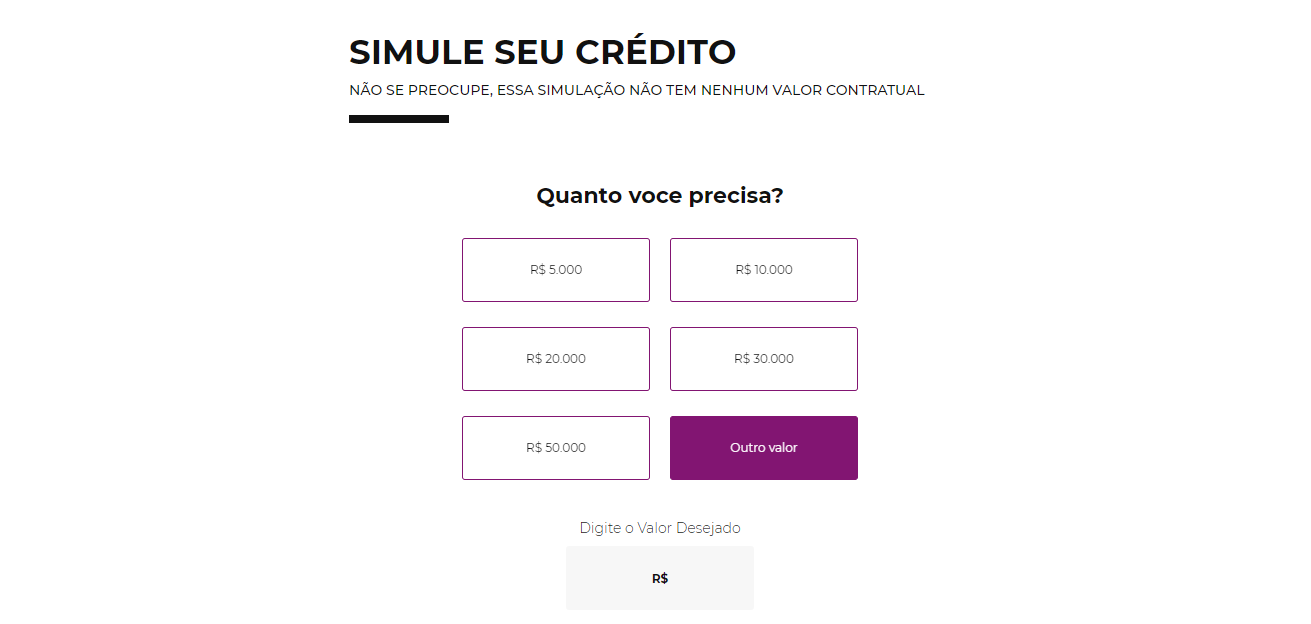 SIMULE SEU CRÉDITO
NÃO SE PREOCUPE, ESSA SIMULAÇÃO NÃO TEM NENHUM VALOR CONTRATUAL
Quanto voce precisa?
R$ 5.000
R$ 10.000
R$ 20.000
R$ 30.000
R$ 50.000
Outro valor
Digite o Valor Desejado
R$